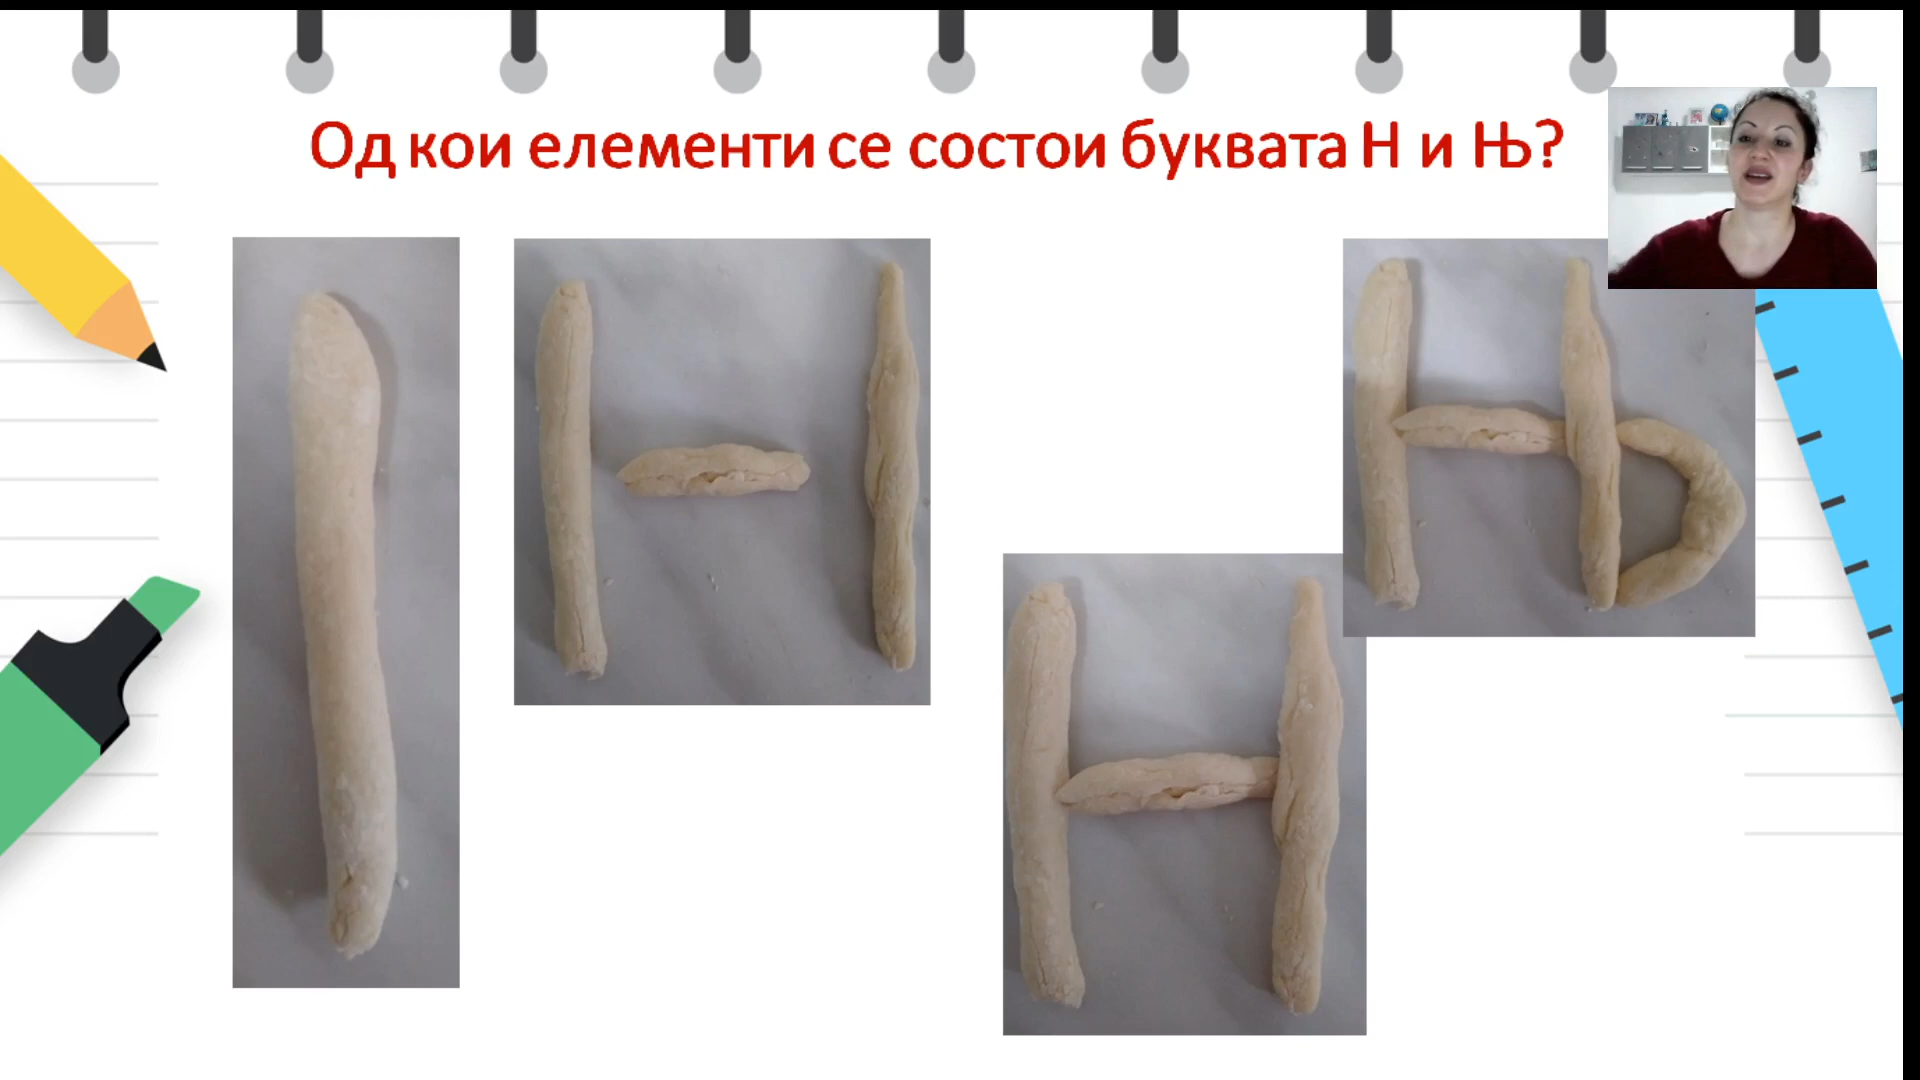 Од кои елементи се состои буквата Н и Њ?
Н
Њ